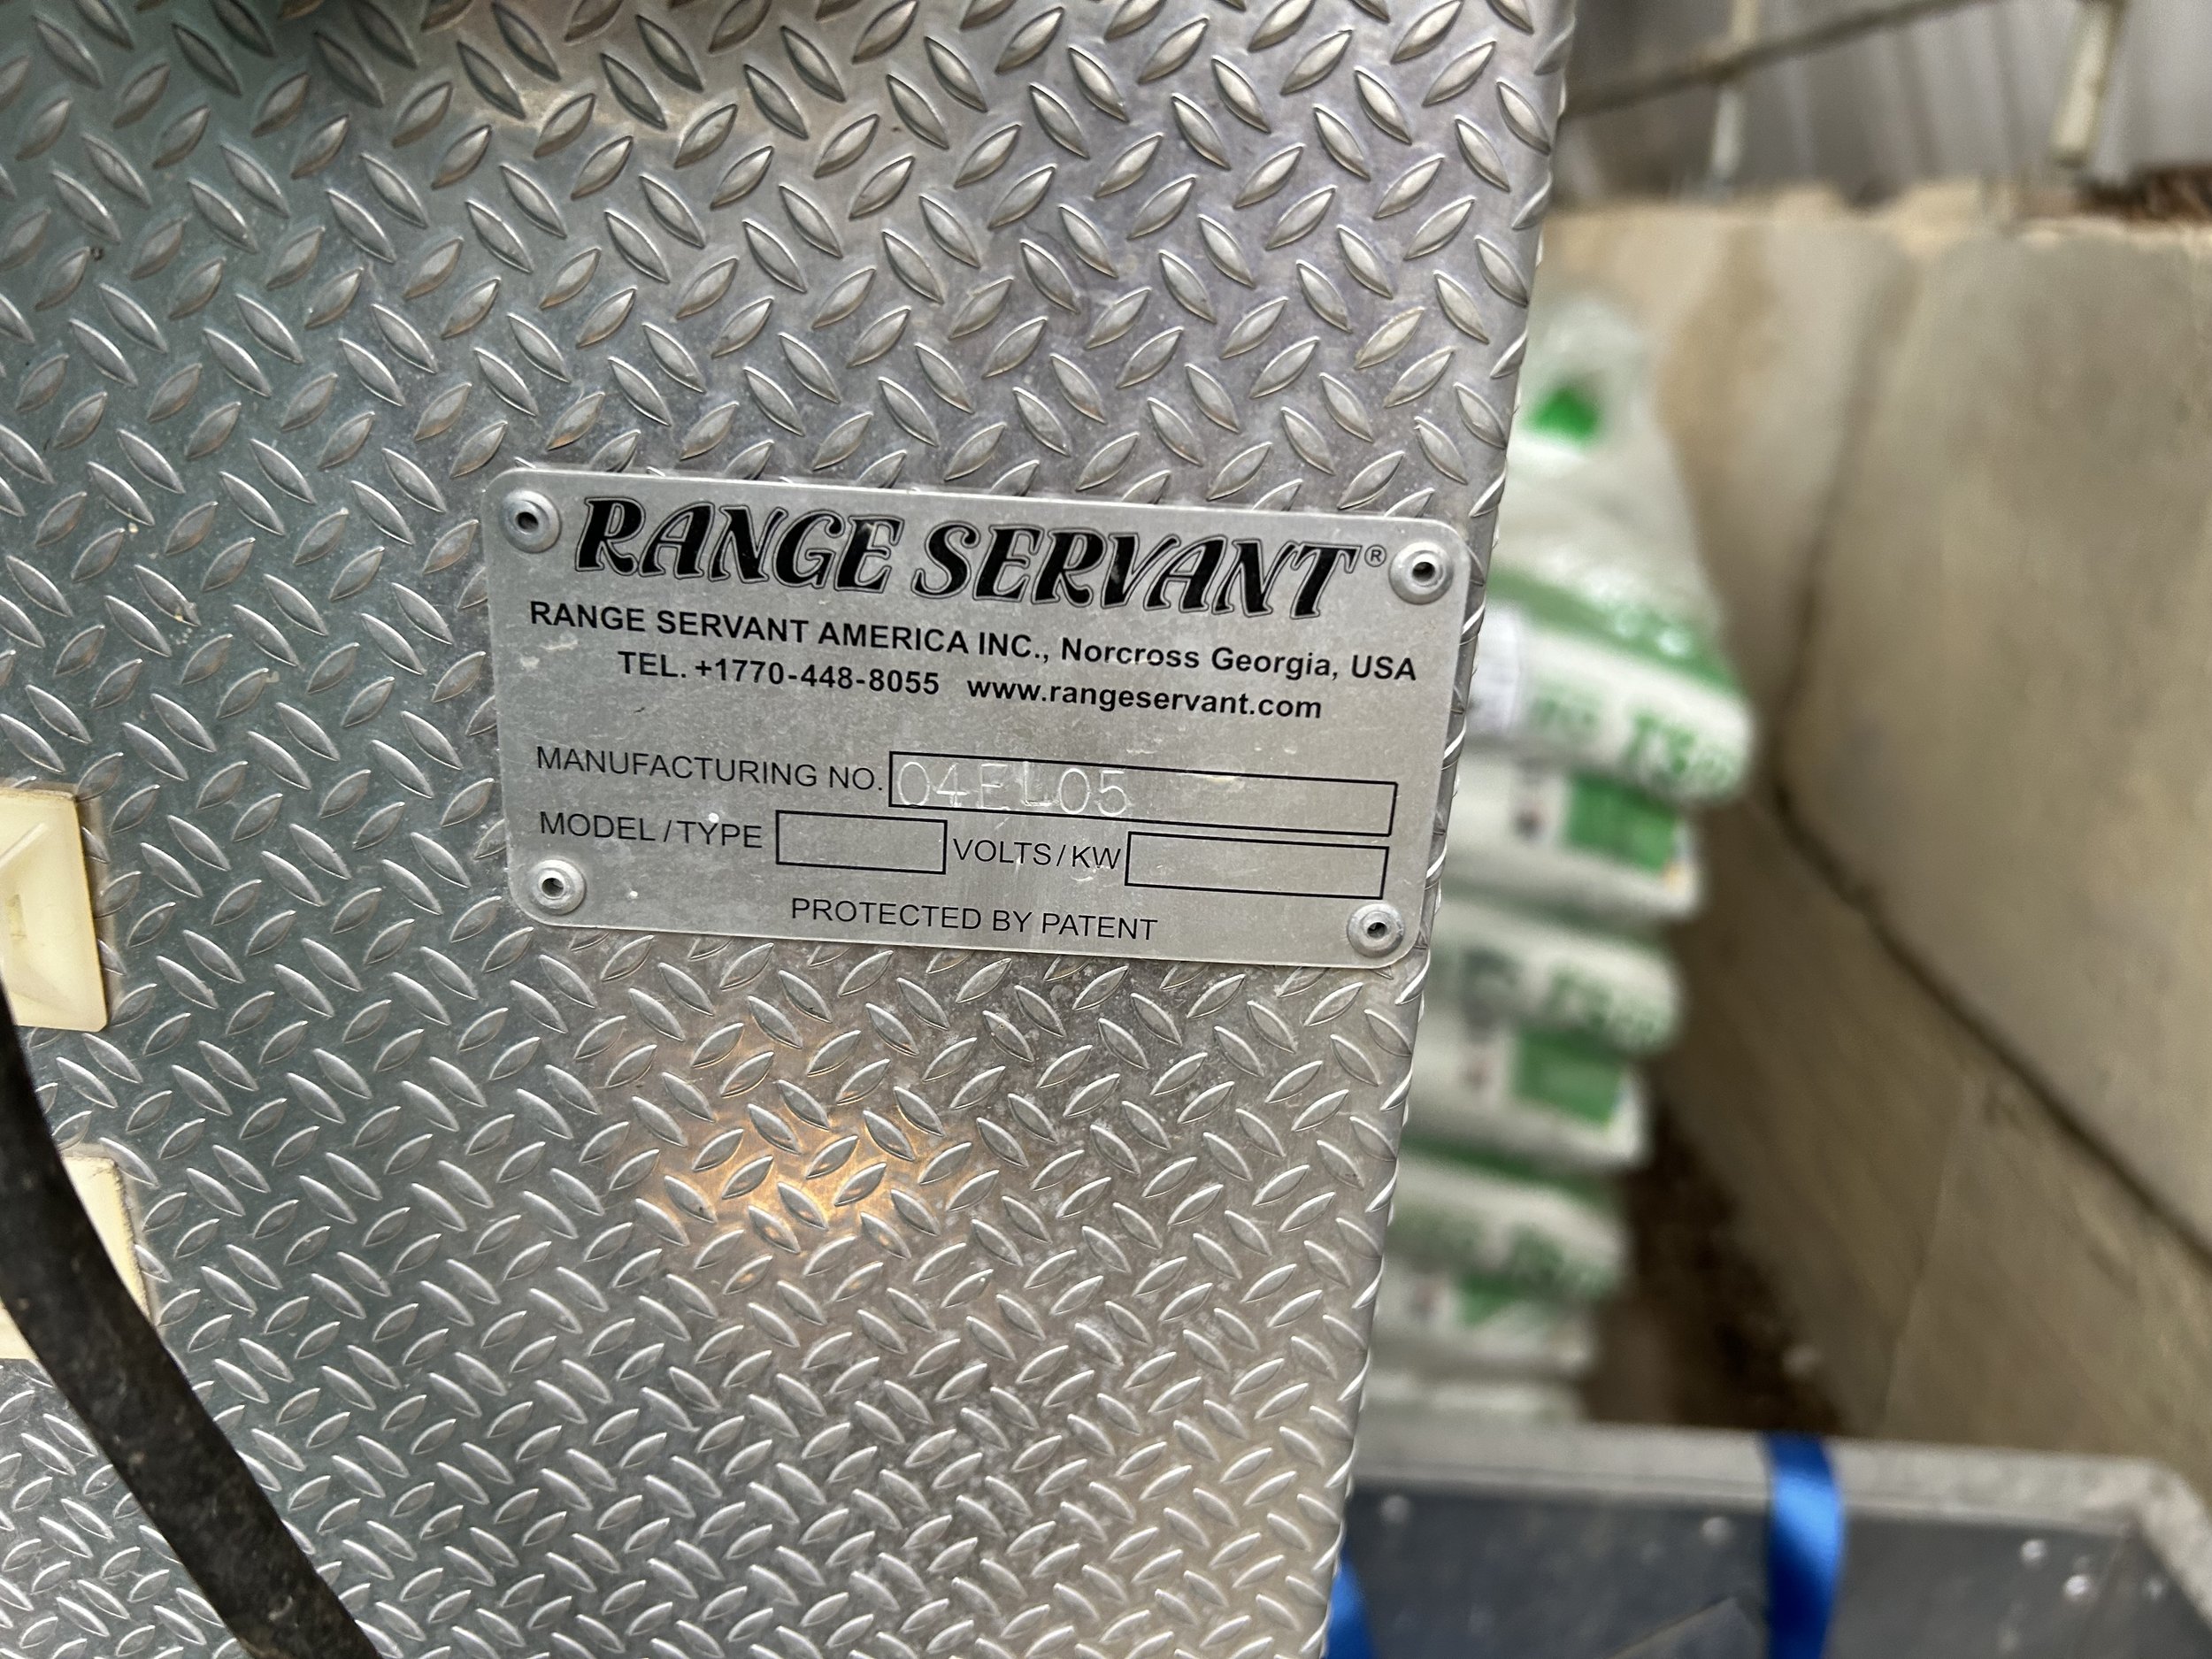 RANGE SERVANT®
RANGE SERVANT AMERICA INC., Norcross Georgia, USA
TEL. +1770-448-8055 www.rangeservant.com
MANUFACTURING NO. 04EL05
MODEL/TYPE VOLTS/KW
PROTECTED BY PATENT